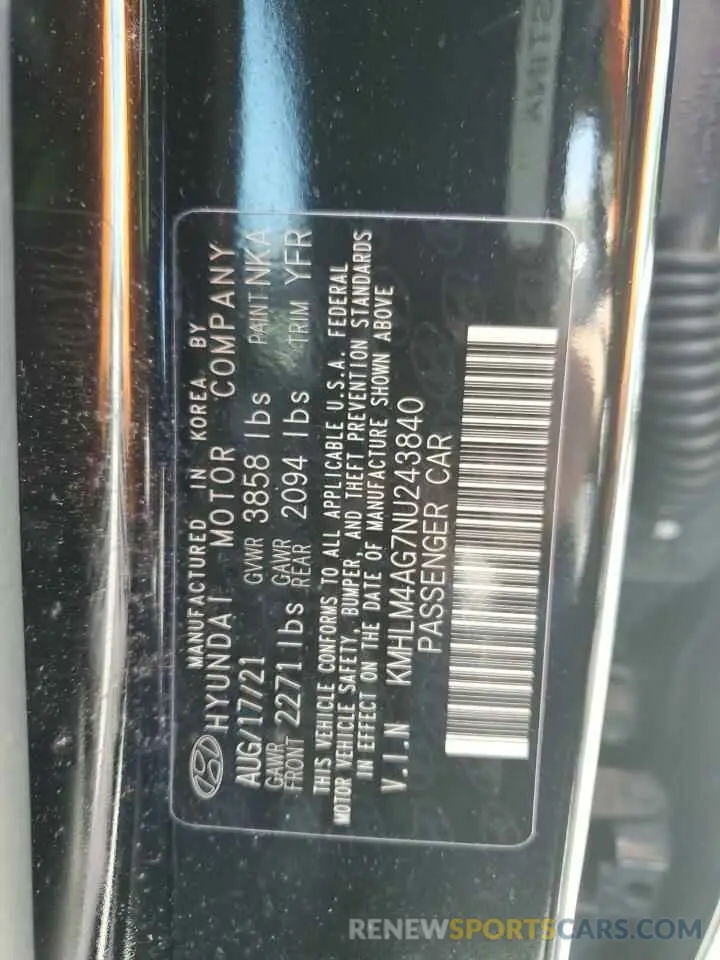 MANUFACTURED IN KOREA BY
HYUNDAI MOTOR COMPANY
AUG/17/21 GVWR 3858 lbs PAINT NKA
GAWR FRONT 2271 lbs GAWR REAR 2094 lbs TRIM YFR
THIS VEHICLE CONFORMS TO ALL APPLICABLE U.S.A. FEDERAL
MOTOR VEHICLE SAFETY, BUMPER, AND THEFT PREVENTION STANDARDS
IN EFFECT ON THE DATE OF MANUFACTURE SHOWN ABOVE
V.I.N KMHLM4AG7NU243840
PASSENGER CAR
RENEWSPORTSCARS.COM